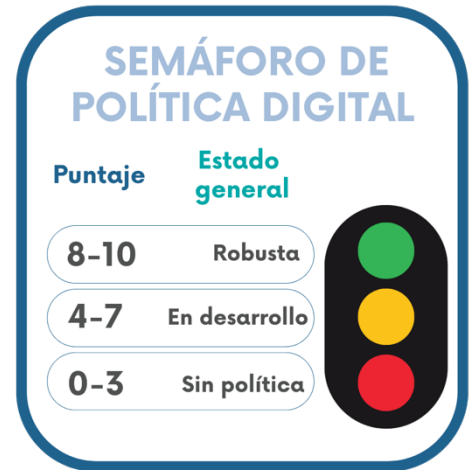 SEMÁFORO DE
POLÍTICA DIGITAL
Puntaje
Estado
general
8-10 Robusta
4-7 En desarrollo
0-3 Sin política